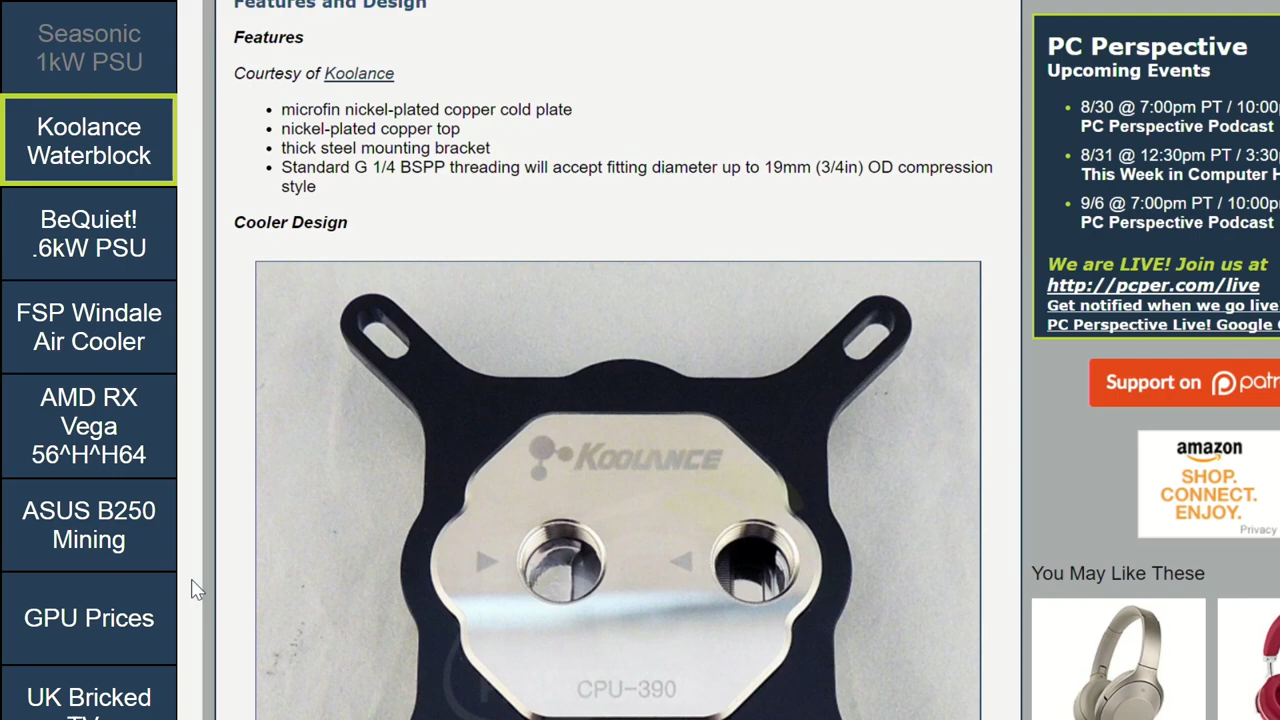 Seasonic
1kW PSU
Koolance
Waterblock
BeQuiet!
.6kW PSU
FSP Windale
Air Cooler
AMD RX
Vega
56^H^H64
ASUS B250
Mining
GPU Prices
UK Bricked
Features and Design
Features
Courtesy of Koolance
• microfin nickel-plated copper cold plate
• nickel-plated copper top
• thick steel mounting bracket
• Standard G 1/4 BSPP threading will accept fitting diameter up to 19mm (3/4in) OD compression
style
Cooler Design
KOOLANCE
CPU-390
PC Perspective
Upcoming Events
• 8/30 @ 7:00pm PT / 10:00p
PC Perspective Podcast
• 8/31 @ 12:30pm PT / 3:30
This Week in Computer H
• 9/6 @ 7:00pm PT / 10:00p
PC Perspective Podcast
We are LIVE! Join us at
http://pcper.com/live
Get notified when we go live
PC Perspective Live! Google
Support on patr
amazon
SHOP.
CONNECT.
ENJOY.
Privacy
You May Like These